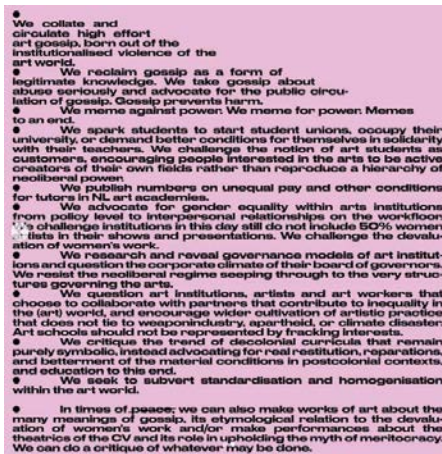 ● 
We collate and
circulate high effort
art gossip, born out of the
institutionalised violence of the
art world.
● We reclaim gossip as a form of
legitimate knowledge. We take gossip about
abuse seriously and advocate for the public circu-
lation of gossip. Gossip prevents harm.
● We meme against power. We meme for power. Memes
to an end.
● We spark students to start student unions, occupy their
university, or demand better conditions for themselves in solidarity
with their teachers. We challenge the notion of art students as
customers, encouraging people interested in the arts to be active
creators of their own fields rather than reproduce a hierarchy of
neoliberal power.
● We publish numbers on unequal pay and other conditions
for tutors in NL art academies.
● We advocate for gender equality within arts institutions
from policy level to interpersonal relationships on the workfloor.
We challenge institutions in this day still do not include 50% women
artists in their shows and presentations. We challenge the devalu-
ation of women's work.
● We research and reveal governance models of art institut-
ions and question the corporate climate of their board of governors.
We resist the neoliberal regime seeping through to the very struc-
tures governing the arts.
● We question art institutions, artists and art workers that
choose to collaborate with partners that contribute to inequality in
the (art) world, and encourage wider cultivation of artistic practice
that does not tie to weaponindustry, apartheid, or climate disaster.
Art schools should not be represented by fracking interests.
● We critique the trend of decolonial curricula that remain
purely symbolic, instead advocating for real restitution, reparations,
and betterment of the material conditions in postcolonial contexts,
and education to this end.
● We seek to subvert standardisation and homogenisation
within the art world.
● In times of peace, we can also make works of art about the
many meanings of gossip, its etymological relation to the devalu-
ation of women's work and/or make performances about the
theatrics of the CV and its role in upholding the myth of meritocracy.
We can do a critique of whatever may be done.